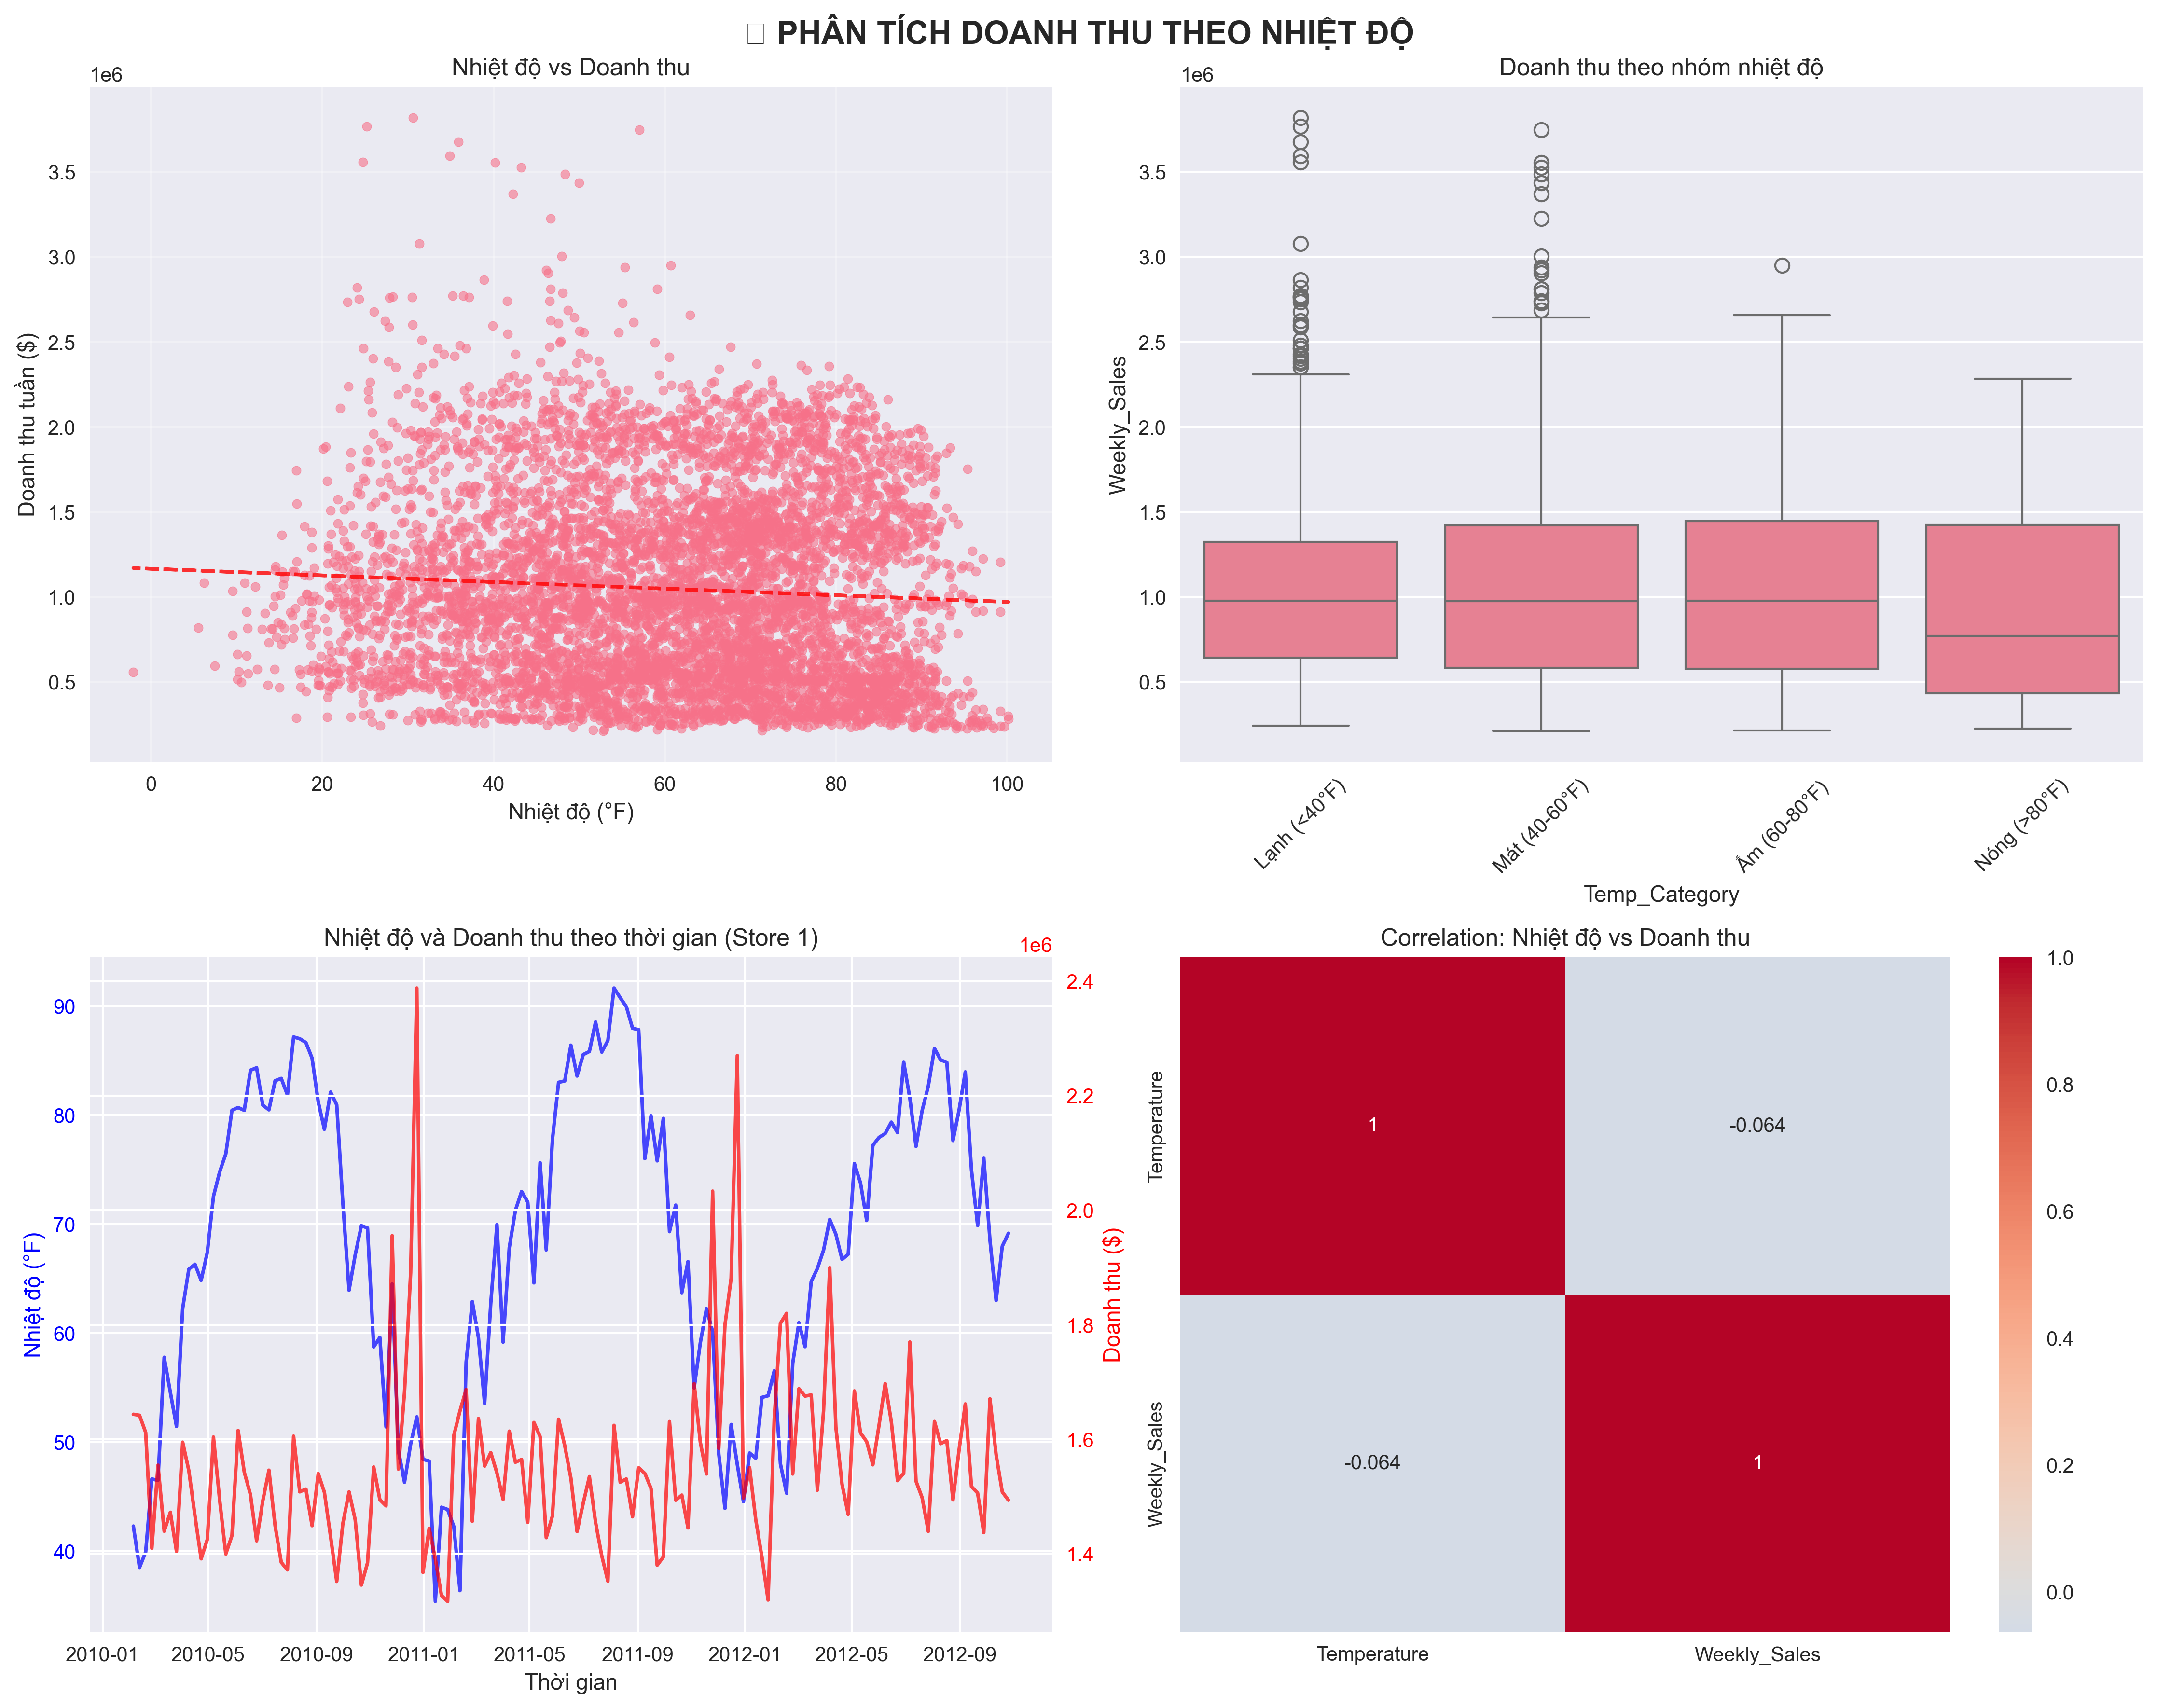 PHÂN TÍCH DOANH THU THEO NHIỆT ĐỘ
Nhiệt độ vs Doanh thu
1e6
3.5
3.0
2.5
2.0
1.5
1.0
0.5
Doanh thu tuần ($)
0 20 40 60 80 100
Nhiệt độ (°F)
Doanh thu theo nhóm nhiệt độ
1e6
3.5
3.0
2.5
2.0
1.5
1.0
0.5
Weekly_Sales
Lạnh (<40°F)
Mát (40-60°F)
Ấm (60-80°F)
Nóng (>80°F)
Temp_Category
Nhiệt độ và Doanh thu theo thời gian (Store 1)
1e6
90
80
70
60
50
40
Nhiệt độ (°F)
2.4
2.2
2.0
1.8
1.6
1.4
Doanh thu ($)
2010-01 2010-05 2010-09 2011-01 2011-05 2011-09 2012-01 2012-05 2012-09
Thời gian
Correlation: Nhiệt độ vs Doanh thu
Temperature
1 -0.064
Weekly_Sales
-0.064 1
Temperature Weekly_Sales
1.0
0.8
0.6
0.4
0.2
0.0